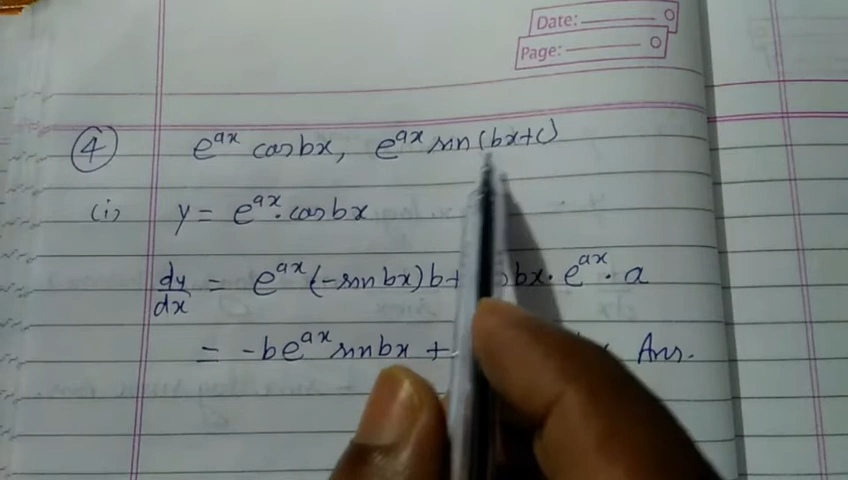 Date:
Page:
4 e^ax cos bx, e^ax sin(bx+c)
(i) y = e^ax. cos bx
dy/dx = e^ax (-sin bx) b + bx. e^ax. a
= -be^ax sin bx + Ans.